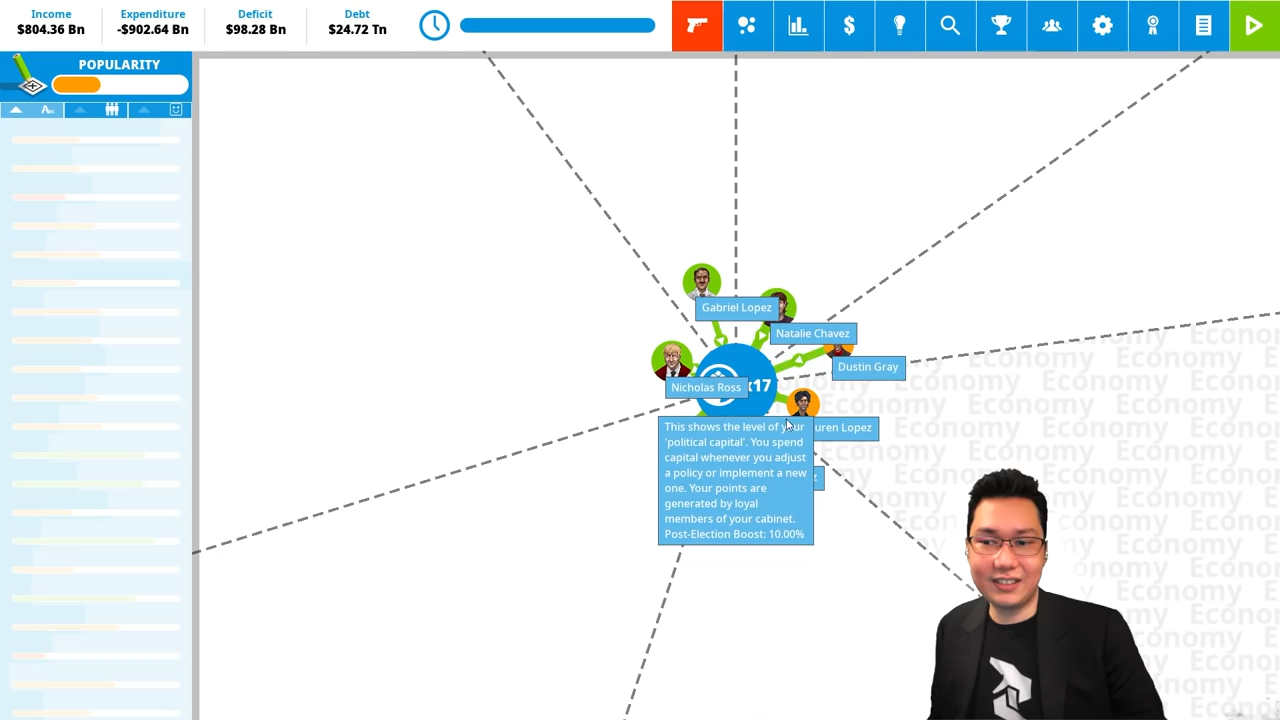 Income
Expenditure
Deficit
Debt
$804.36 Bn
-$902.64 Bn
$98.28 Bn
$24.72 Tn
POPULARITY
Gabriel Lopez
Natalie Chavez
Dustin Gray
Nicholas Ross
x17
uren Lopez
This shows the level of your
'political capital'. You spend
capital whenever you adjust
a policy or implement a new
one. Your points are
generated by loyal
members of your cabinet.
Post-Election Boost: 10.00%
z
Economy Economy Economy